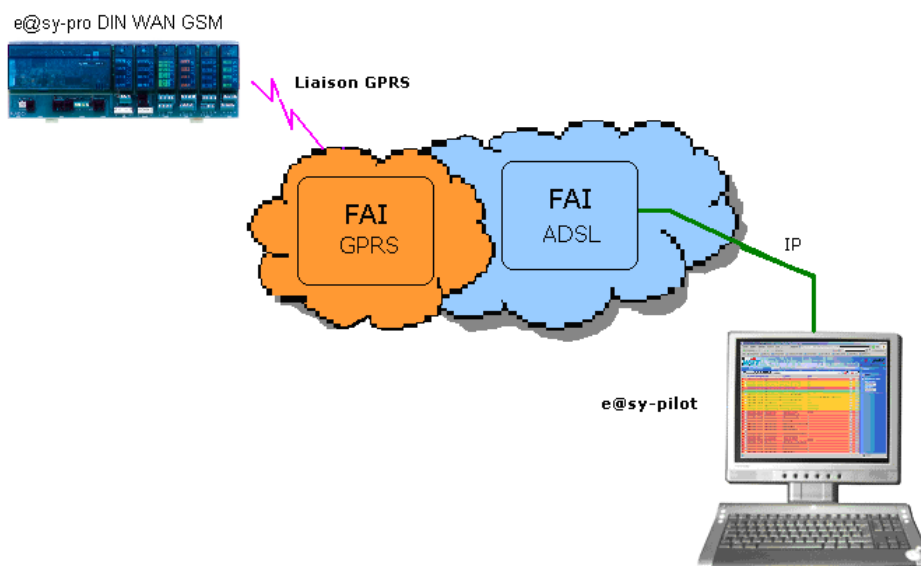 e@sy-pro DIN WAN GSM
Liaison GPRS
FAI
GPRS
FAI
ADSL
IP
e@sy-pilot